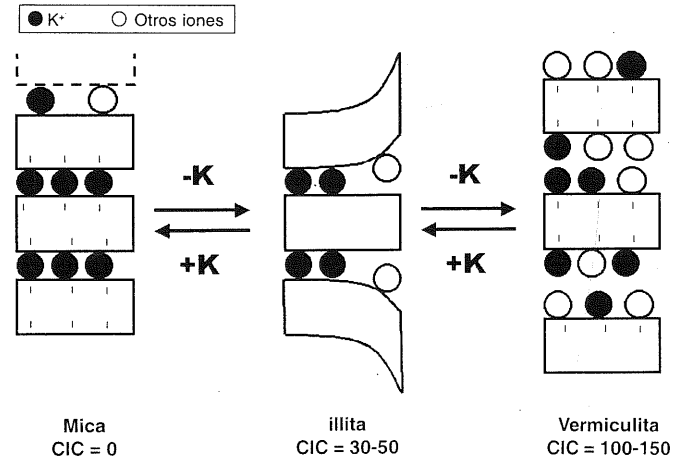 K+
Otros iones
-K
+K
-K
+K
Mica
CIC = 0
illita
CIC = 30-50
Vermiculita
CIC = 100-150